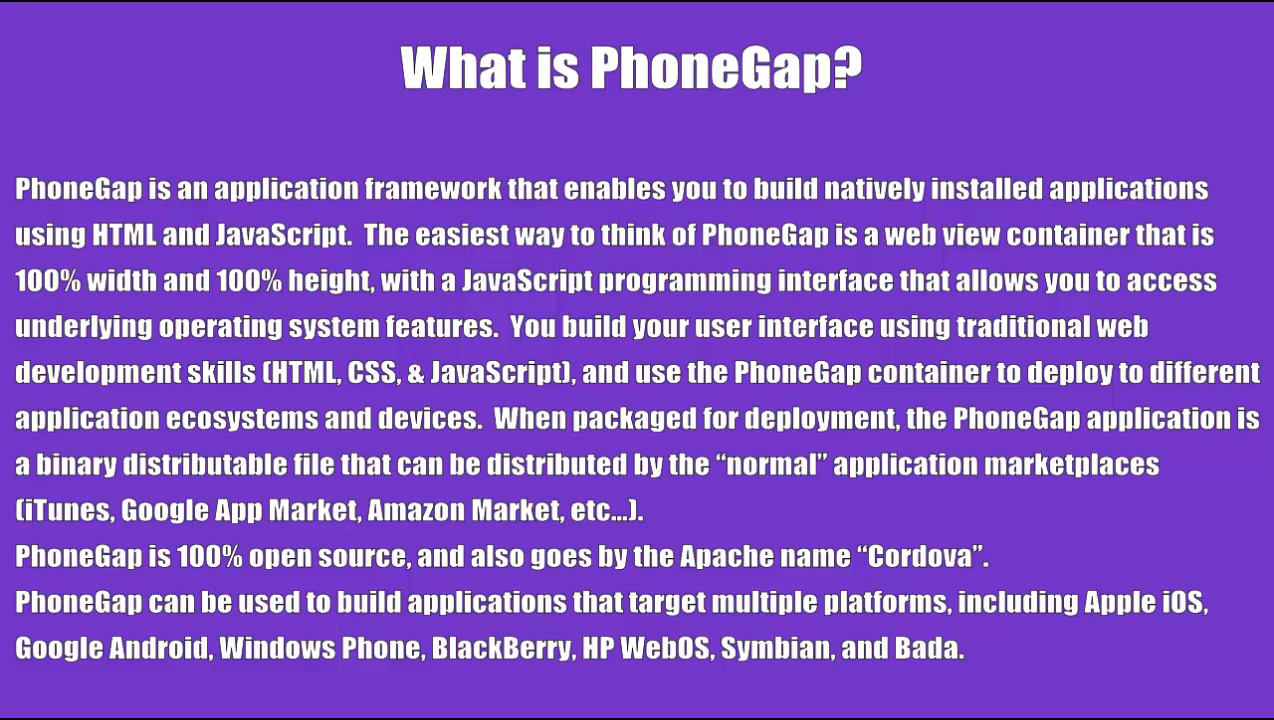 What is PhoneGap?
PhoneGap is an application framework that enables you to build natively installed applications
using HTML and JavaScript.  The easiest way to think of PhoneGap is a web view container that is
100% width and 100% height, with a JavaScript programming interface that allows you to access
underlying operating system features.  You build your user interface using traditional web
development skills (HTML, CSS, & JavaScript), and use the PhoneGap container to deploy to different
application ecosystems and devices.  When packaged for deployment, the PhoneGap application is
a binary distributable file that can be distributed by the “normal” application marketplaces
(iTunes, Google App Market, Amazon Market, etc...).
PhoneGap is 100% open source, and also goes by the Apache name “Cordova”.
PhoneGap can be used to build applications that target multiple platforms, including Apple iOS,
Google Android, Windows Phone, BlackBerry, HP WebOS, Symbian, and Bada.